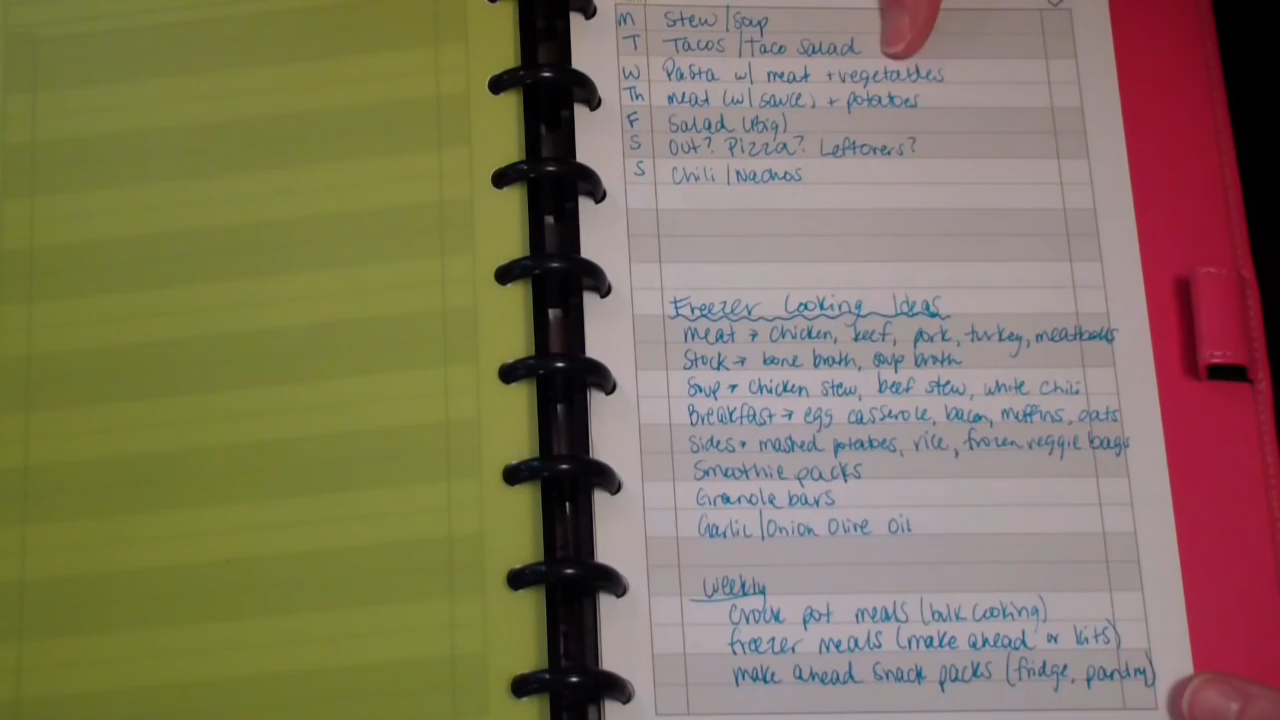 M Stew/Soup
T Tacos/Taco Salad
W Pasta w/ meat + vegetables
Th meat (w/ sauce) + potatoes
F Salad (Big)
S Out? Pizza? Leftovers?
S Chili/Nachos
Freezer Cooking Ideas
meat → chicken, beef, pork, turkey, meatballs
Stock → bone broth, soup broth
Soup → chicken stew, beef stew, white chili
Breakfast → egg casserole, bacon, muffins, oats
Sides → mashed potatoes, rice, frozen veggie bags
Smoothie packs
Granola bars
Garlic/Onion Olive Oil
Weekly
crock pot meals (bulk cooking)
freezer meals (make ahead or kits)
make ahead snack packs (fridge, pantry)